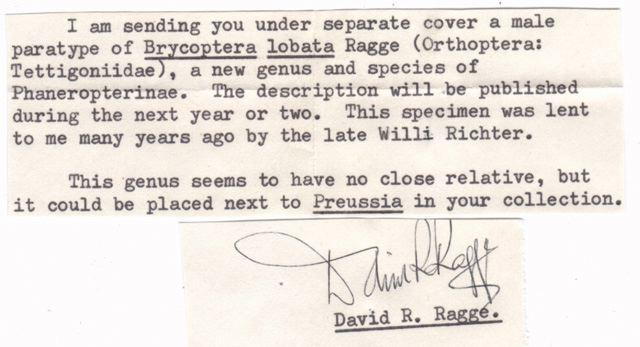 I am sending you under separate cover a male
paratype of Brycoptera lobata Ragge (Orthoptera:
Tettigoniidae), a new genus and species of
Phaneropterinae. The description will be published
during the next year or two. This specimen was lent
to me many years ago by the late Willi Richter.
This genus seems to have no close relative, but
it could be placed next to Preussia in your collection.
David R. Ragge
David R. Ragge.